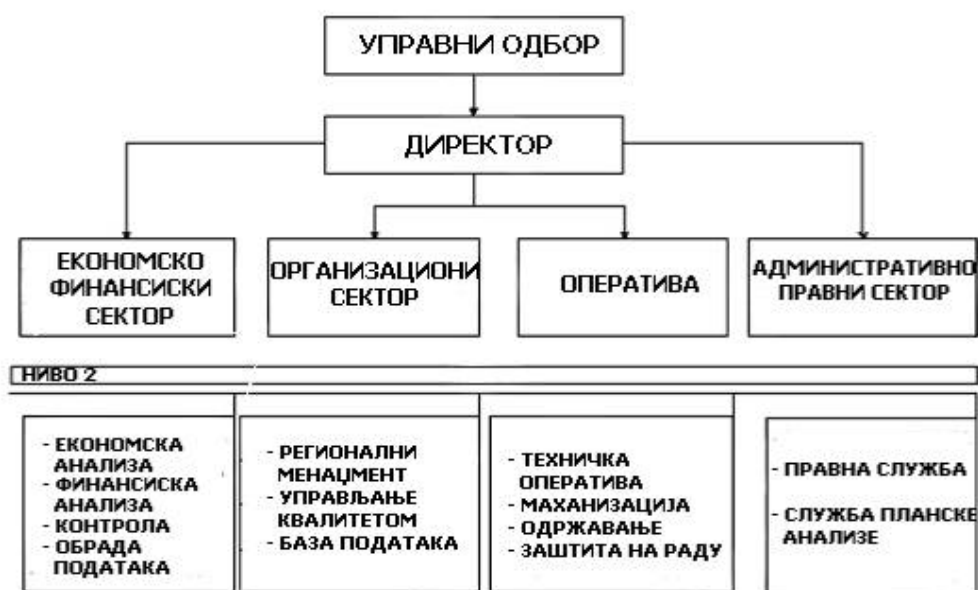 УПРАВНИ ОДБОР
ДИРЕКТОР
ЕКОНОМСКО
ФИНАНСИСКИ
СЕКТОР
ОРГАНИЗАЦИОНИ
СЕКТОР
ОПЕРАТИВА
АДМИНИСТРАТИВНО
ПРАВНИ СЕКТОР
НИВО 2
- ЕКОНОМСКА
АНАЛИЗА
- ФИНАНСИСКА
АНАЛИЗА
- КОНТРОЛА
- ОБРАДА
ПОДАТАКА
- РЕГИОНАЛНИ
МЕНАЏМЕНТ
- УПРАВЉАЊЕ
КВАЛИТЕТОМ
- БАЗА ПОДАТАКА
- ТЕХНИЧКА
ОПЕРАТИВА
- МАХАНИЗАЦИЈА
- ОДРЖАВАЊЕ
- ЗАШТИТА НА РАДУ
- ПРАВНА СЛУЖБА
- СЛУЖБА ПЛАНСКЕ
АНАЛИЗЕ